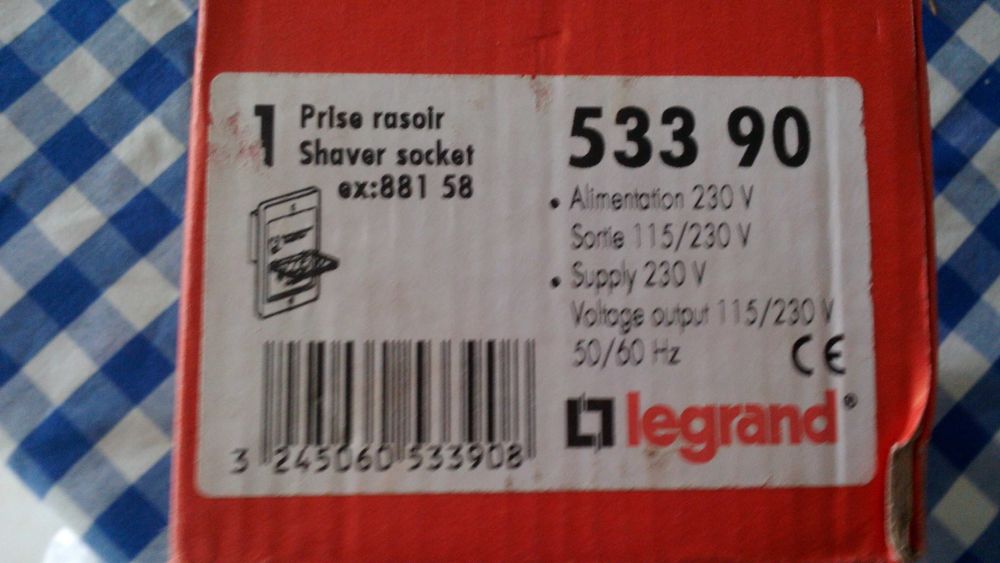 1 Prise rasoir
Shaver socket
ex:881 58
533 90
• Alimentation 230 V
Sortie 115/230 V
• Supply 230 V
Voltage output 115/230 V
50/60 Hz
CE
legrand®
3 245060 533908